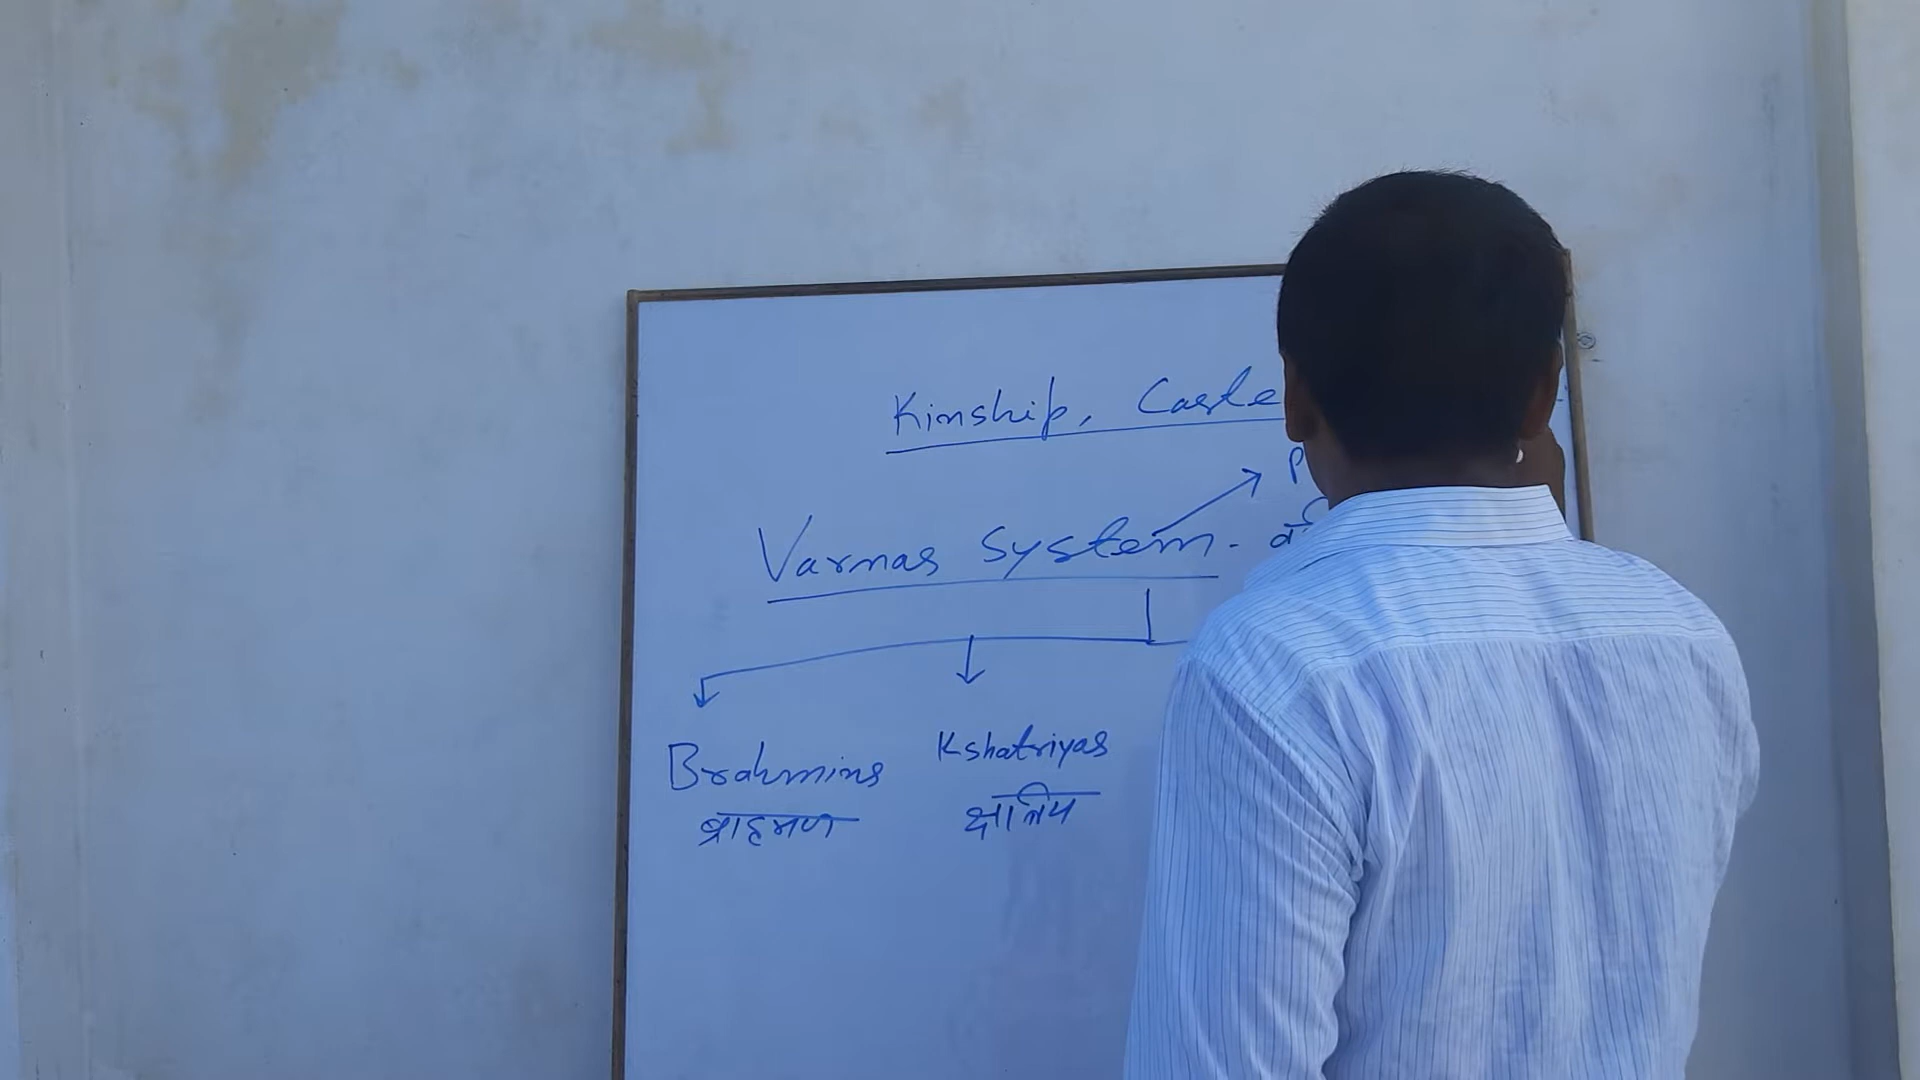 Kinship, Caste
Varnas System -
Brahmins
Kshatriyas
ब्राहमण
क्षत्रिय